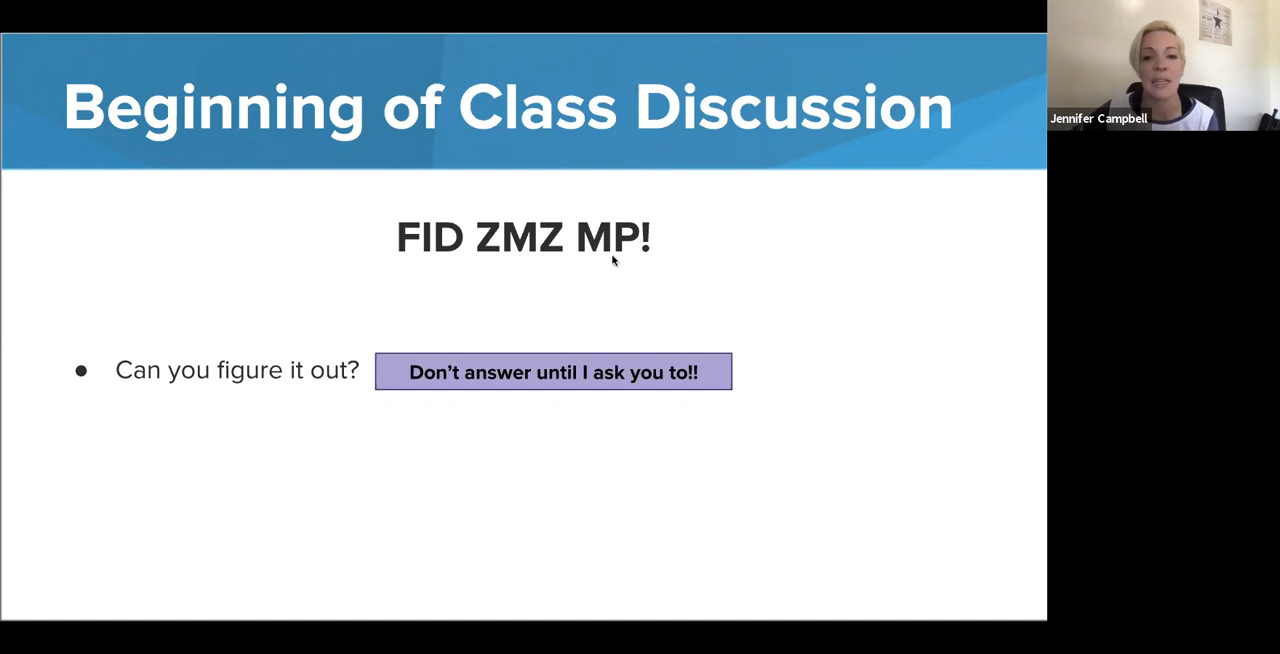 Beginning of Class Discussion
Jennifer Campbell
FID ZMZ MP!
● Can you figure it out?
Don't answer until I ask you to!!